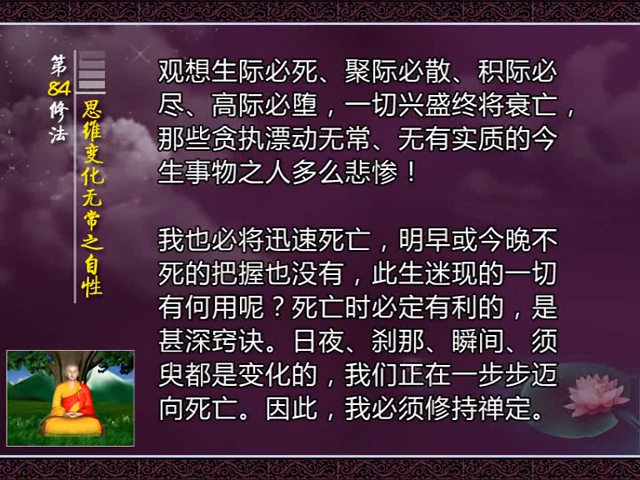 第84修法
思维变化无常之自性
观想生际必死、聚际必散、积际必
尽、高际必堕，一切兴盛终将衰亡，
那些贪执漂动无常、无有实质的今
生事物之人多么悲惨！
我也必将迅速死亡，明早或今晚不
死的把握也没有，此生迷现的一切
有何用呢？死亡时必定有利的，是
甚深窍诀。日夜、刹那、瞬间、须
臾都是变化的，我们正在一步步迈
向死亡。因此，我必须修持禅定。